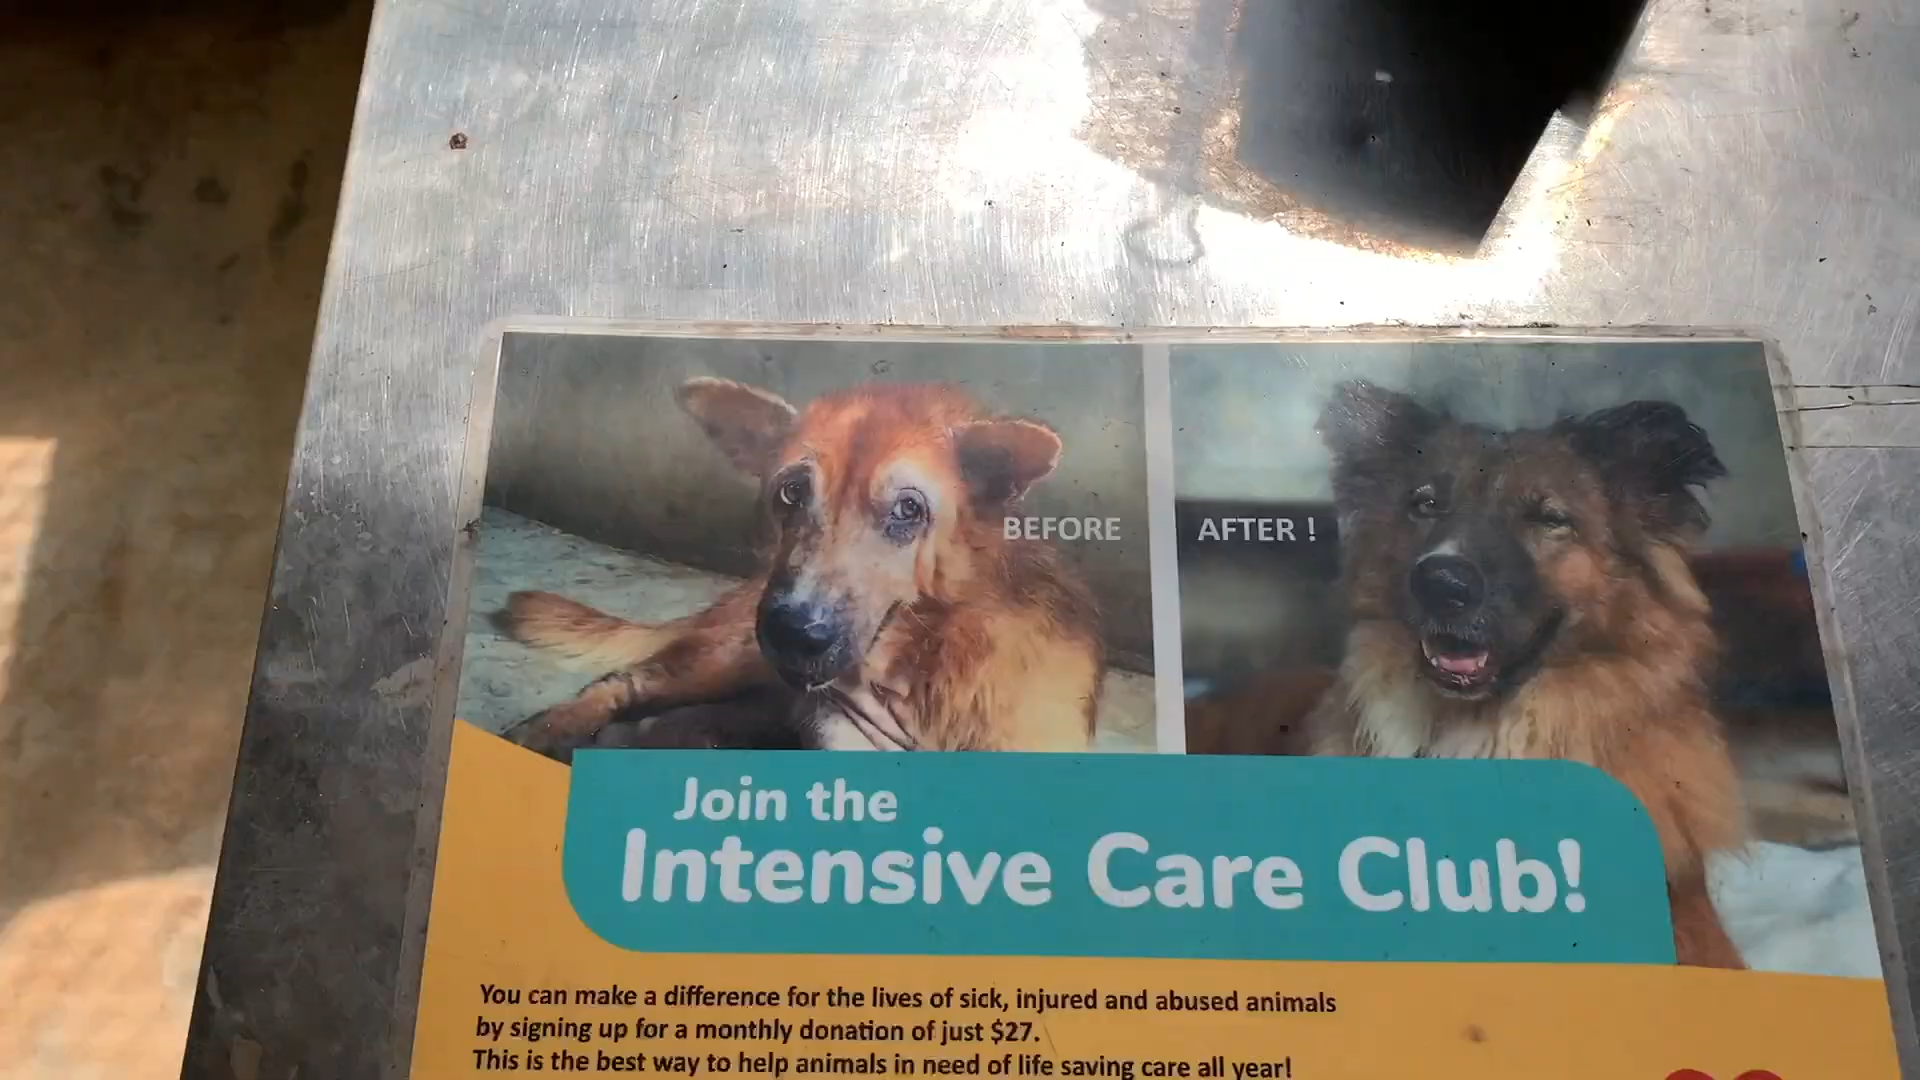 BEFORE
AFTER !
Join the
Intensive Care Club!
You can make a difference for the lives of sick, injured and abused animals
by signing up for a monthly donation of just $27.
This is the best way to help animals in need of life saving care all year!